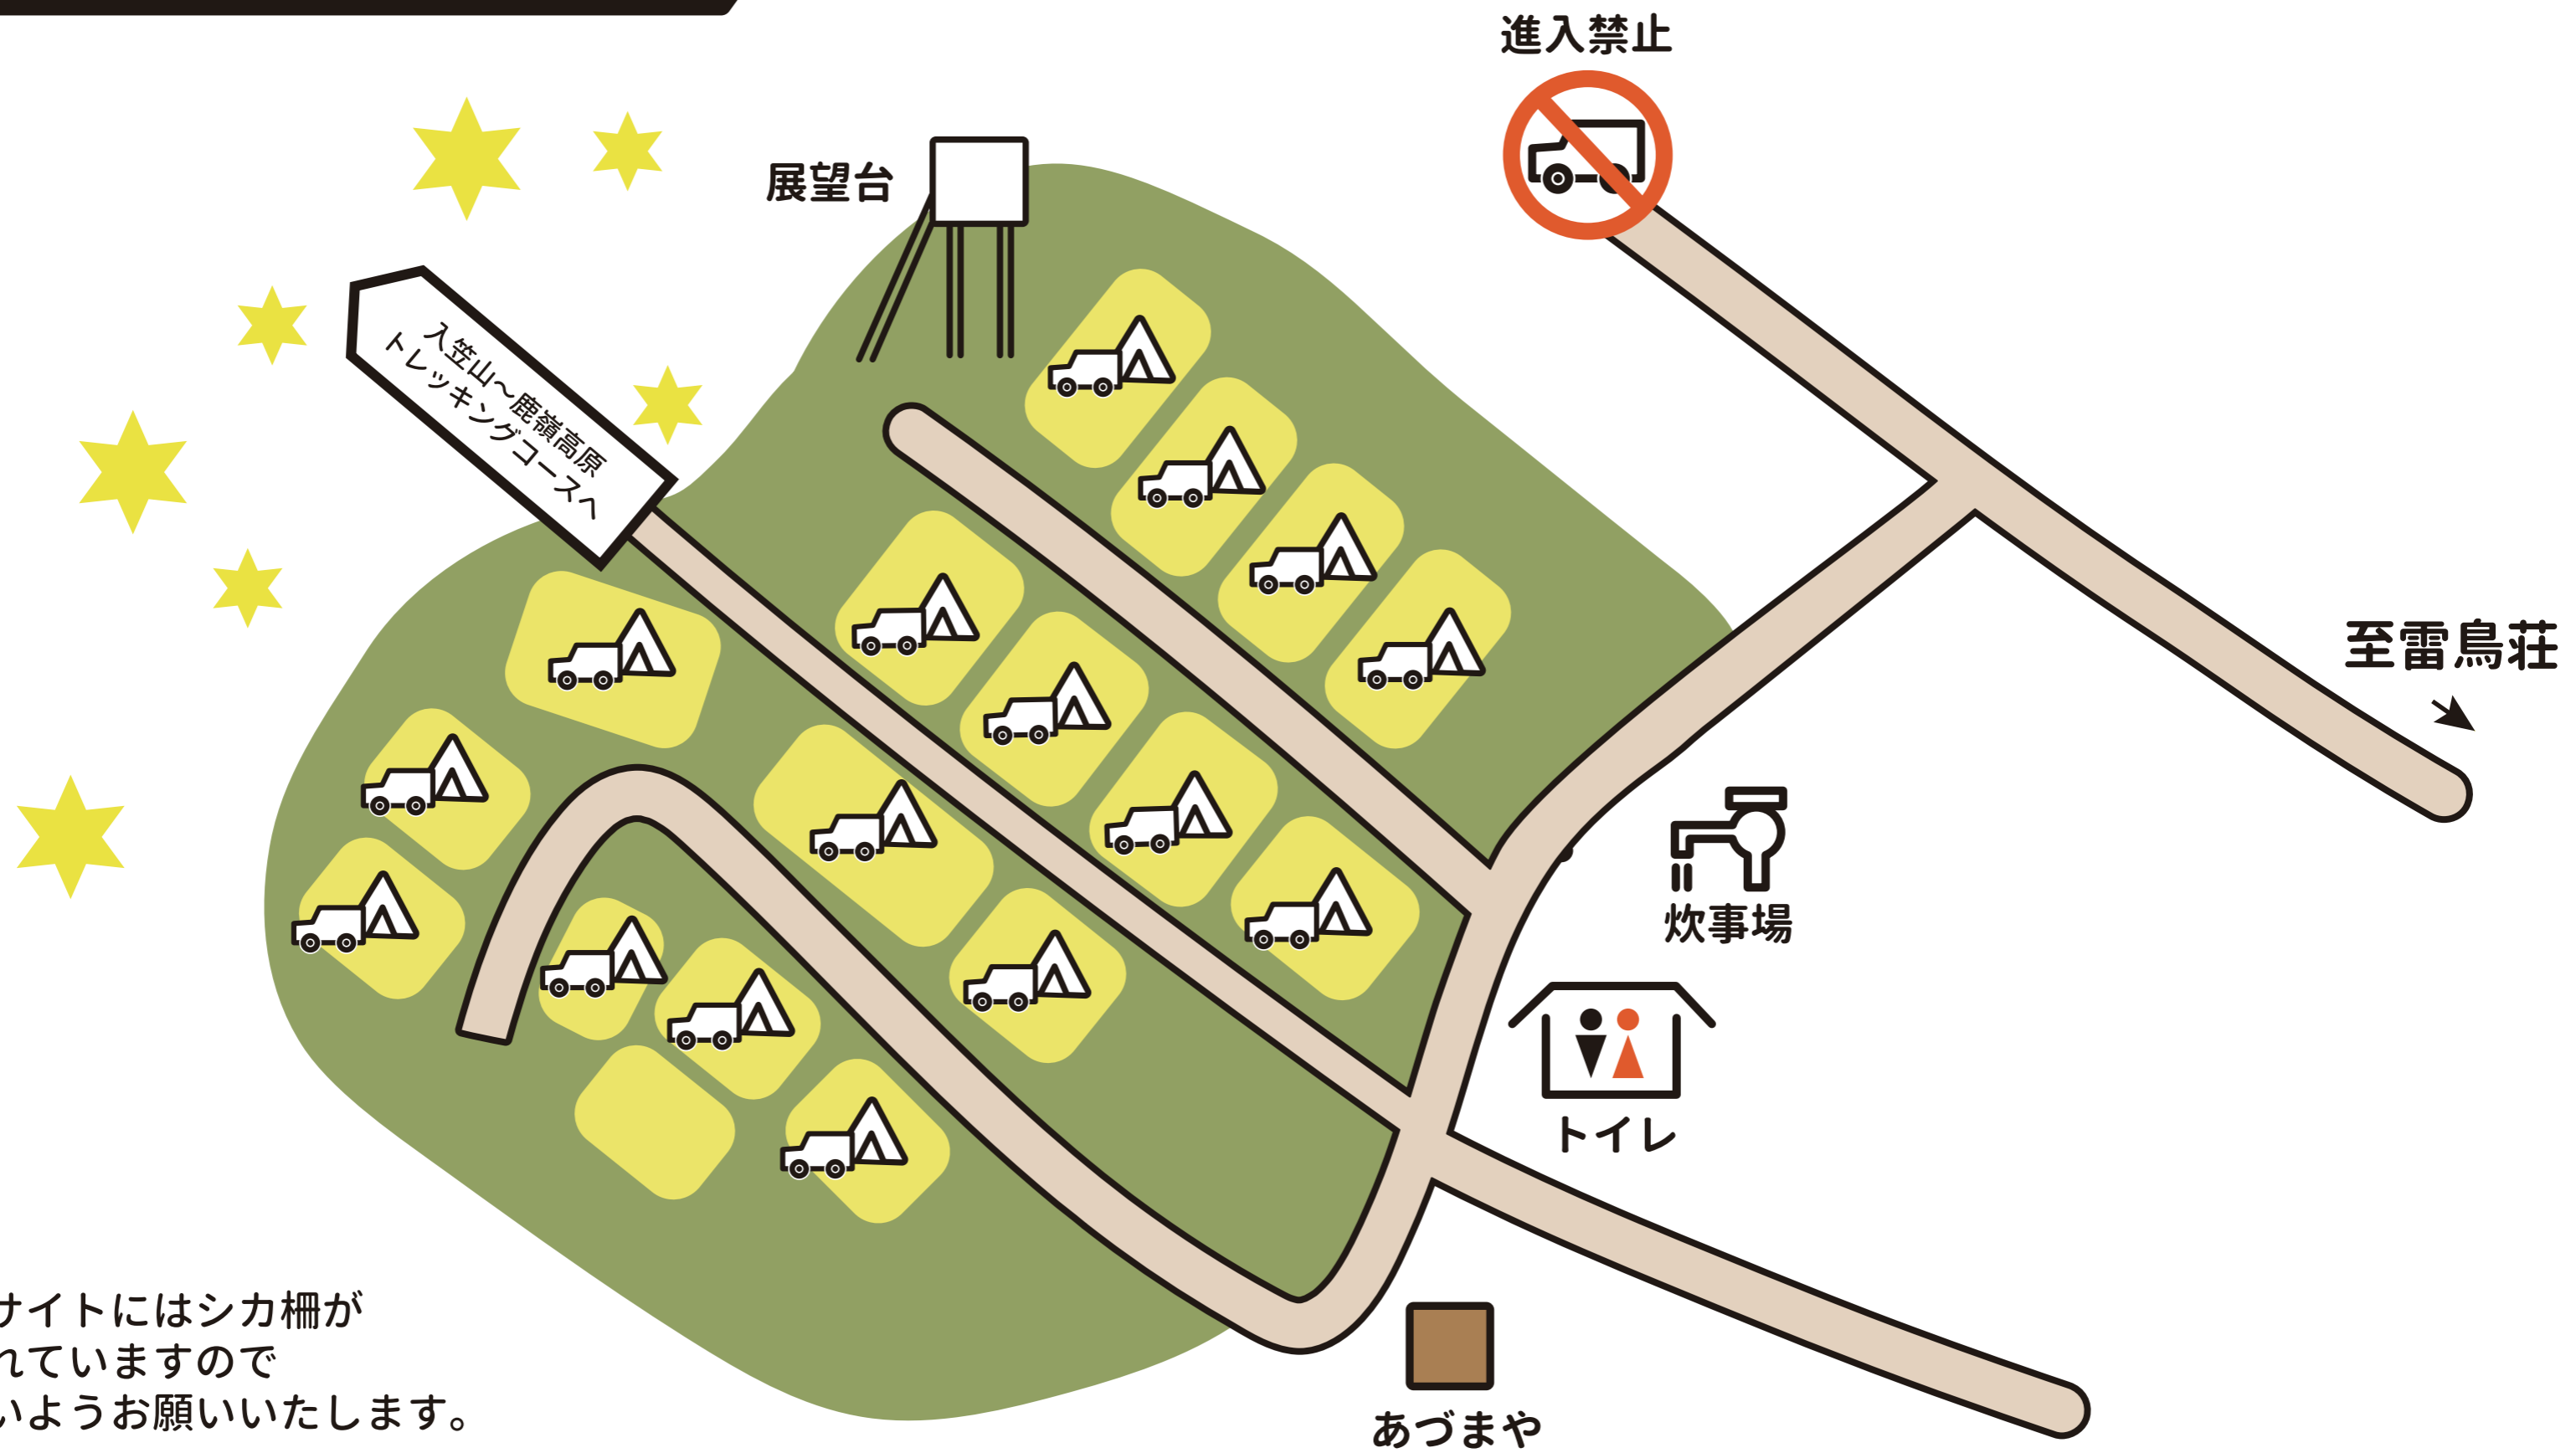 進入禁止
展望台
入笠山〜鹿嶺高原
トレッキングコースへ
至雷鳥荘
炊事場
トイレ
サイトにはシカ柵が
れていますので
いようお願いいたします。
あづまや